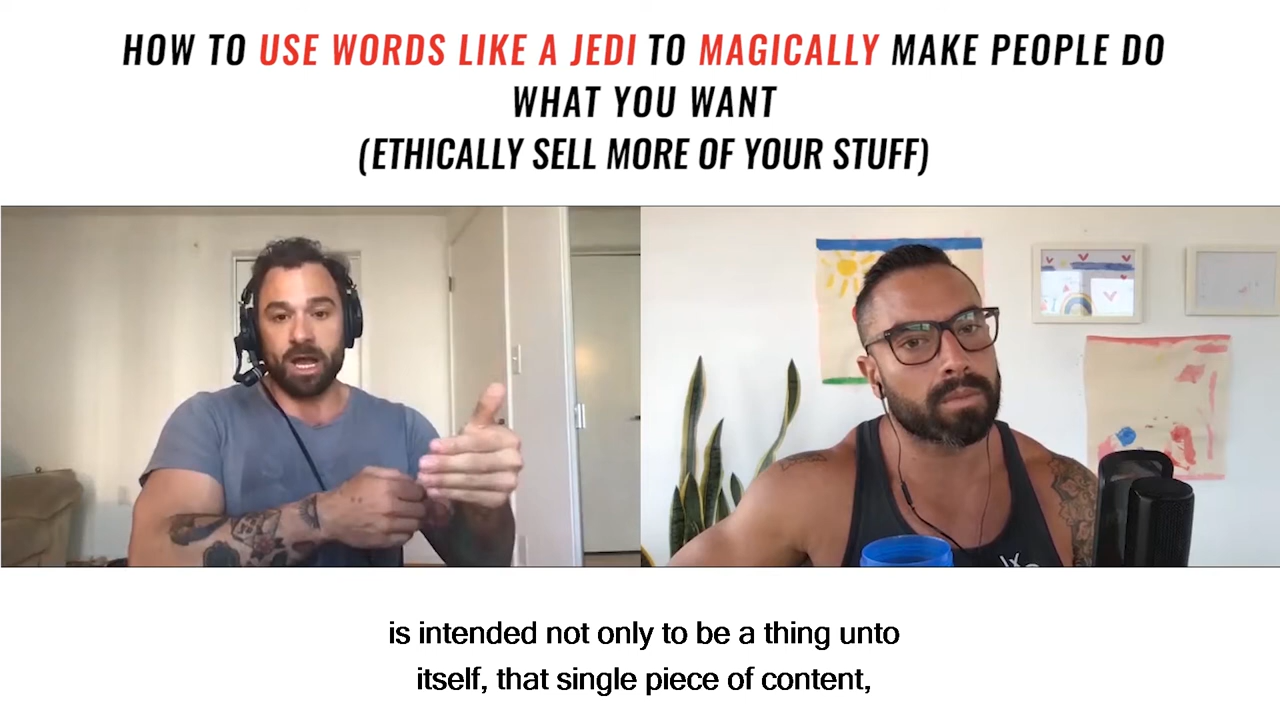 HOW TO USE WORDS LIKE A JEDI TO MAGICALLY MAKE PEOPLE DO
WHAT YOU WANT
(ETHICALLY SELL MORE OF YOUR STUFF)
is intended not only to be a thing unto
itself, that single piece of content,